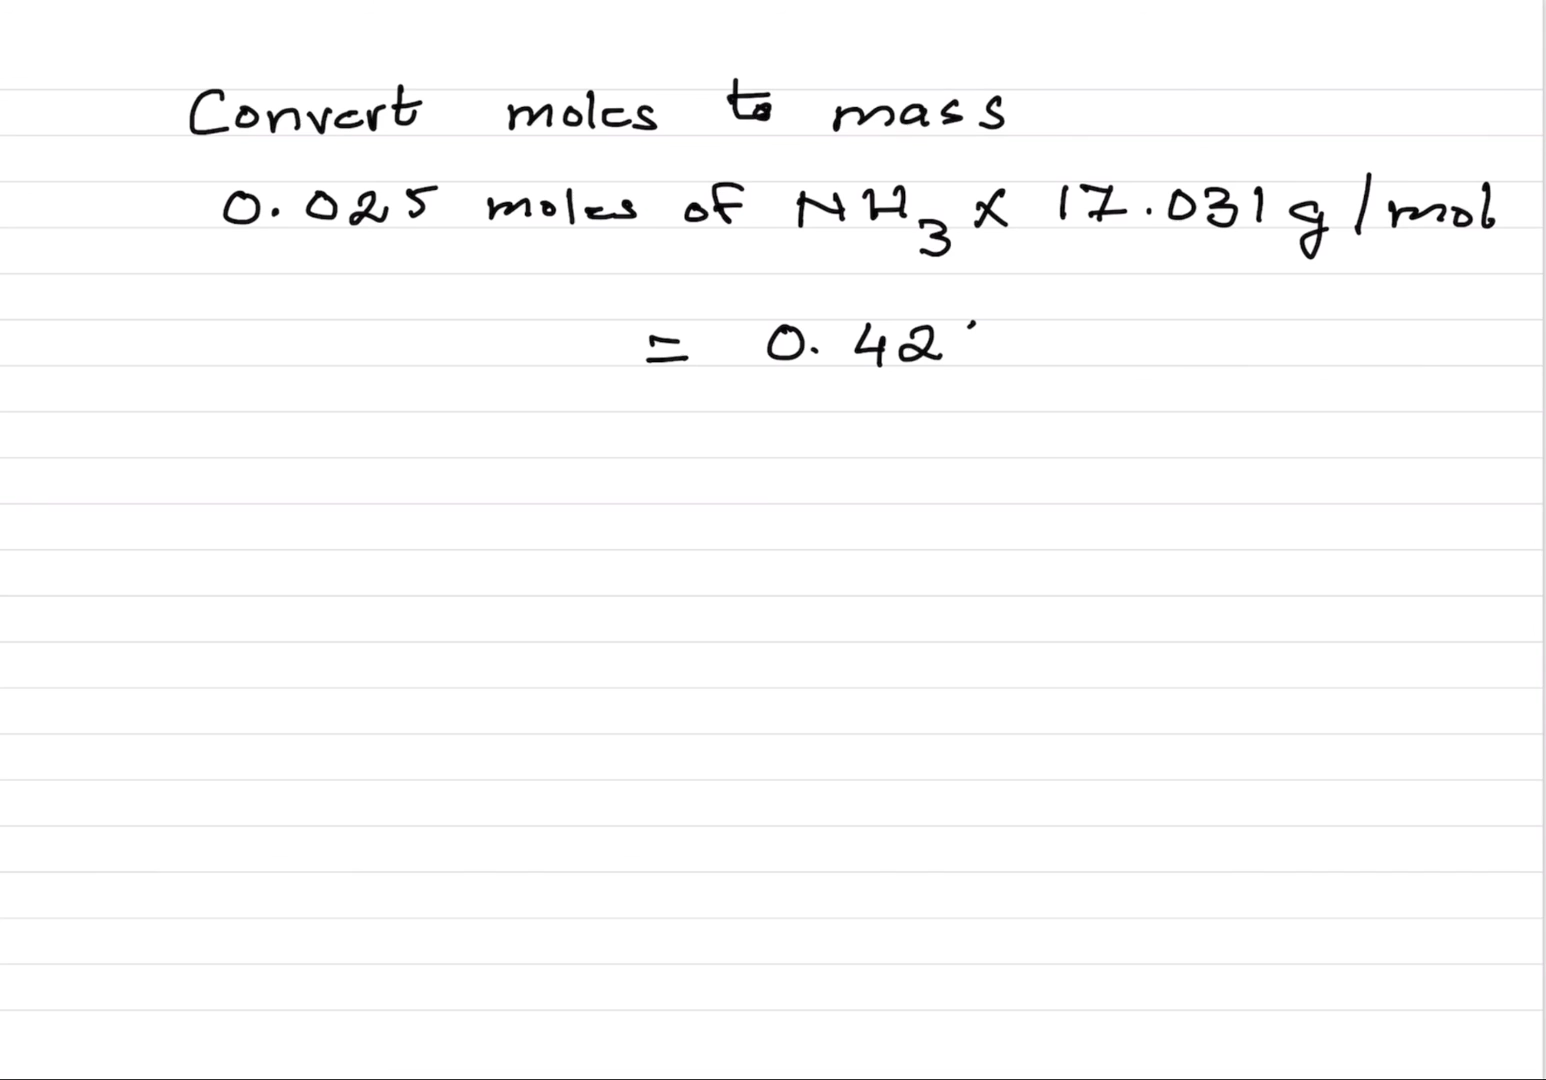 Convert moles to mass
0.025 moles of NH₃ x 17.031 g/mol
= 0.42